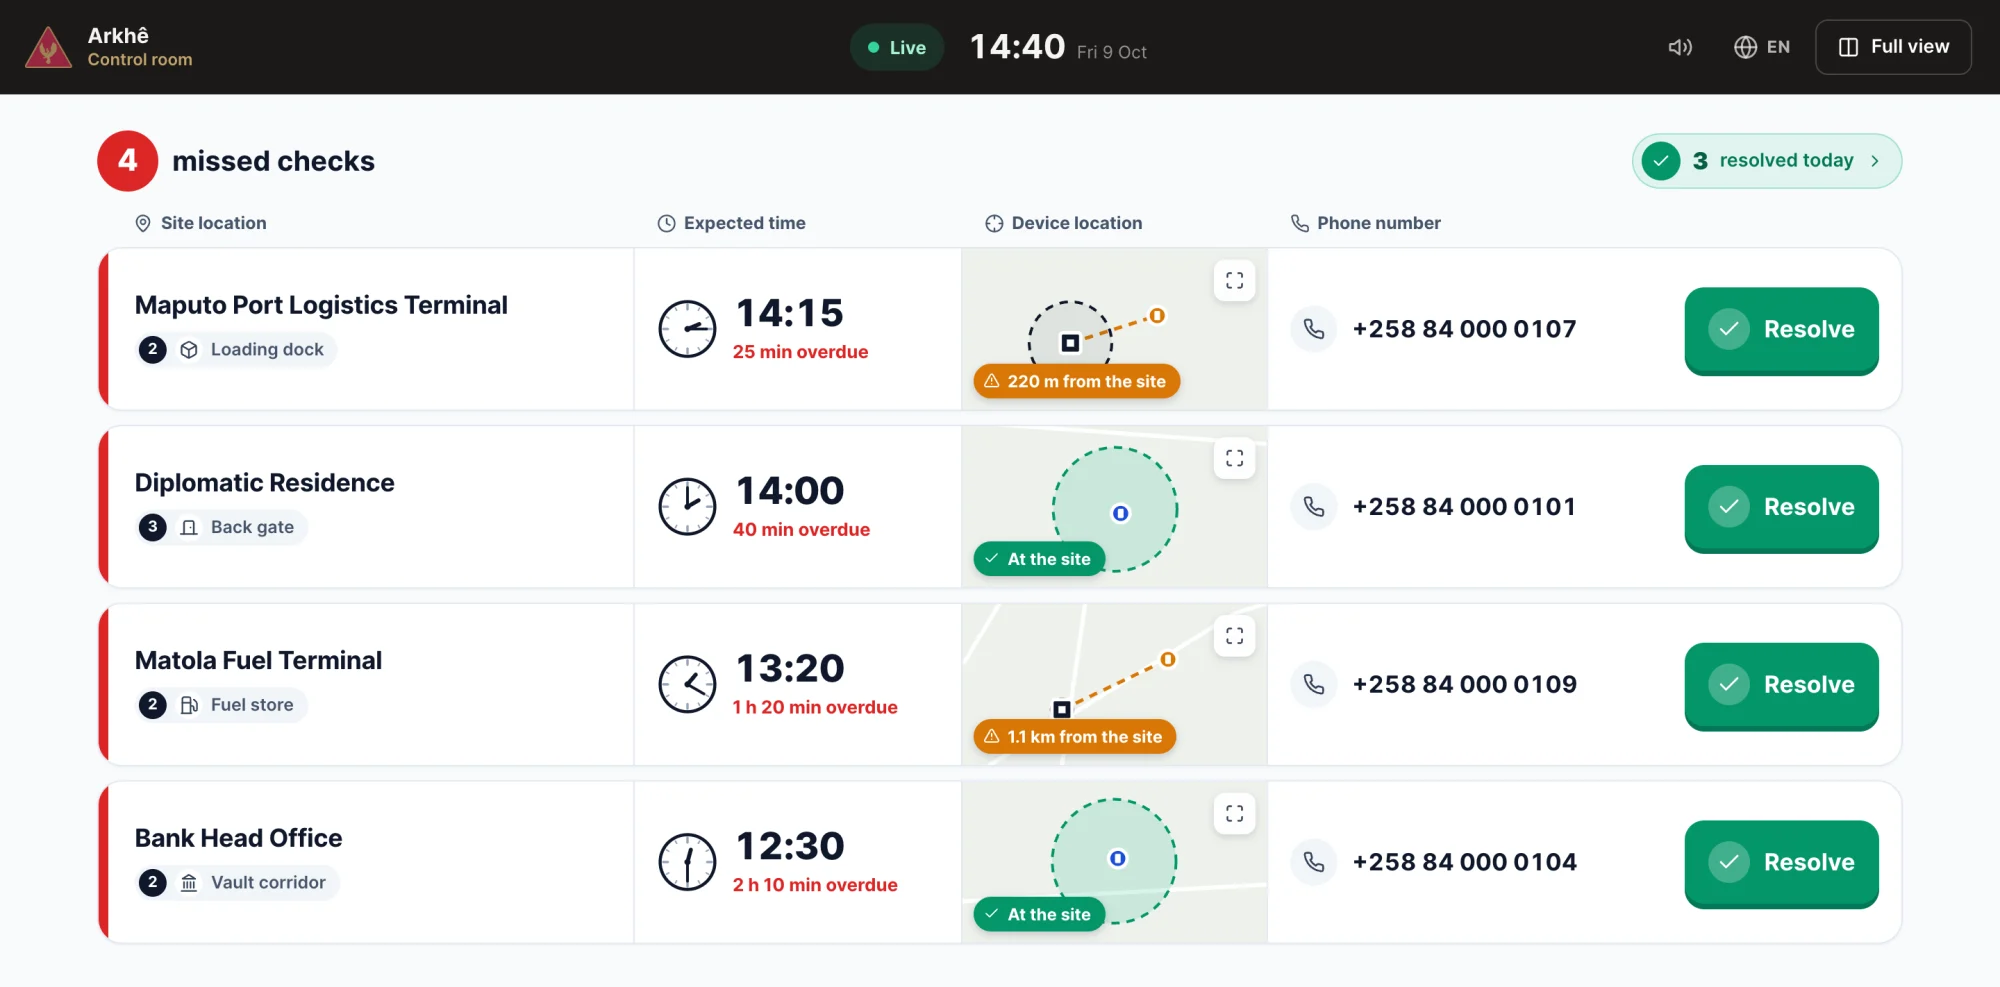 Arkhê
Control room
Live
14:40 Fri 9 Oct
EN
Full view
4 missed checks
3 resolved today
Site location
Expected time
Device location
Phone number
Maputo Port Logistics Terminal
2 Loading dock
14:15
25 min overdue
220 m from the site
+258 84 000 0107
Resolve
Diplomatic Residence
3 Back gate
14:00
40 min overdue
At the site
+258 84 000 0101
Resolve
Matola Fuel Terminal
2 Fuel store
13:20
1 h 20 min overdue
1.1 km from the site
+258 84 000 0109
Resolve
Bank Head Office
2 Vault corridor
12:30
2 h 10 min overdue
At the site
+258 84 000 0104
Resolve